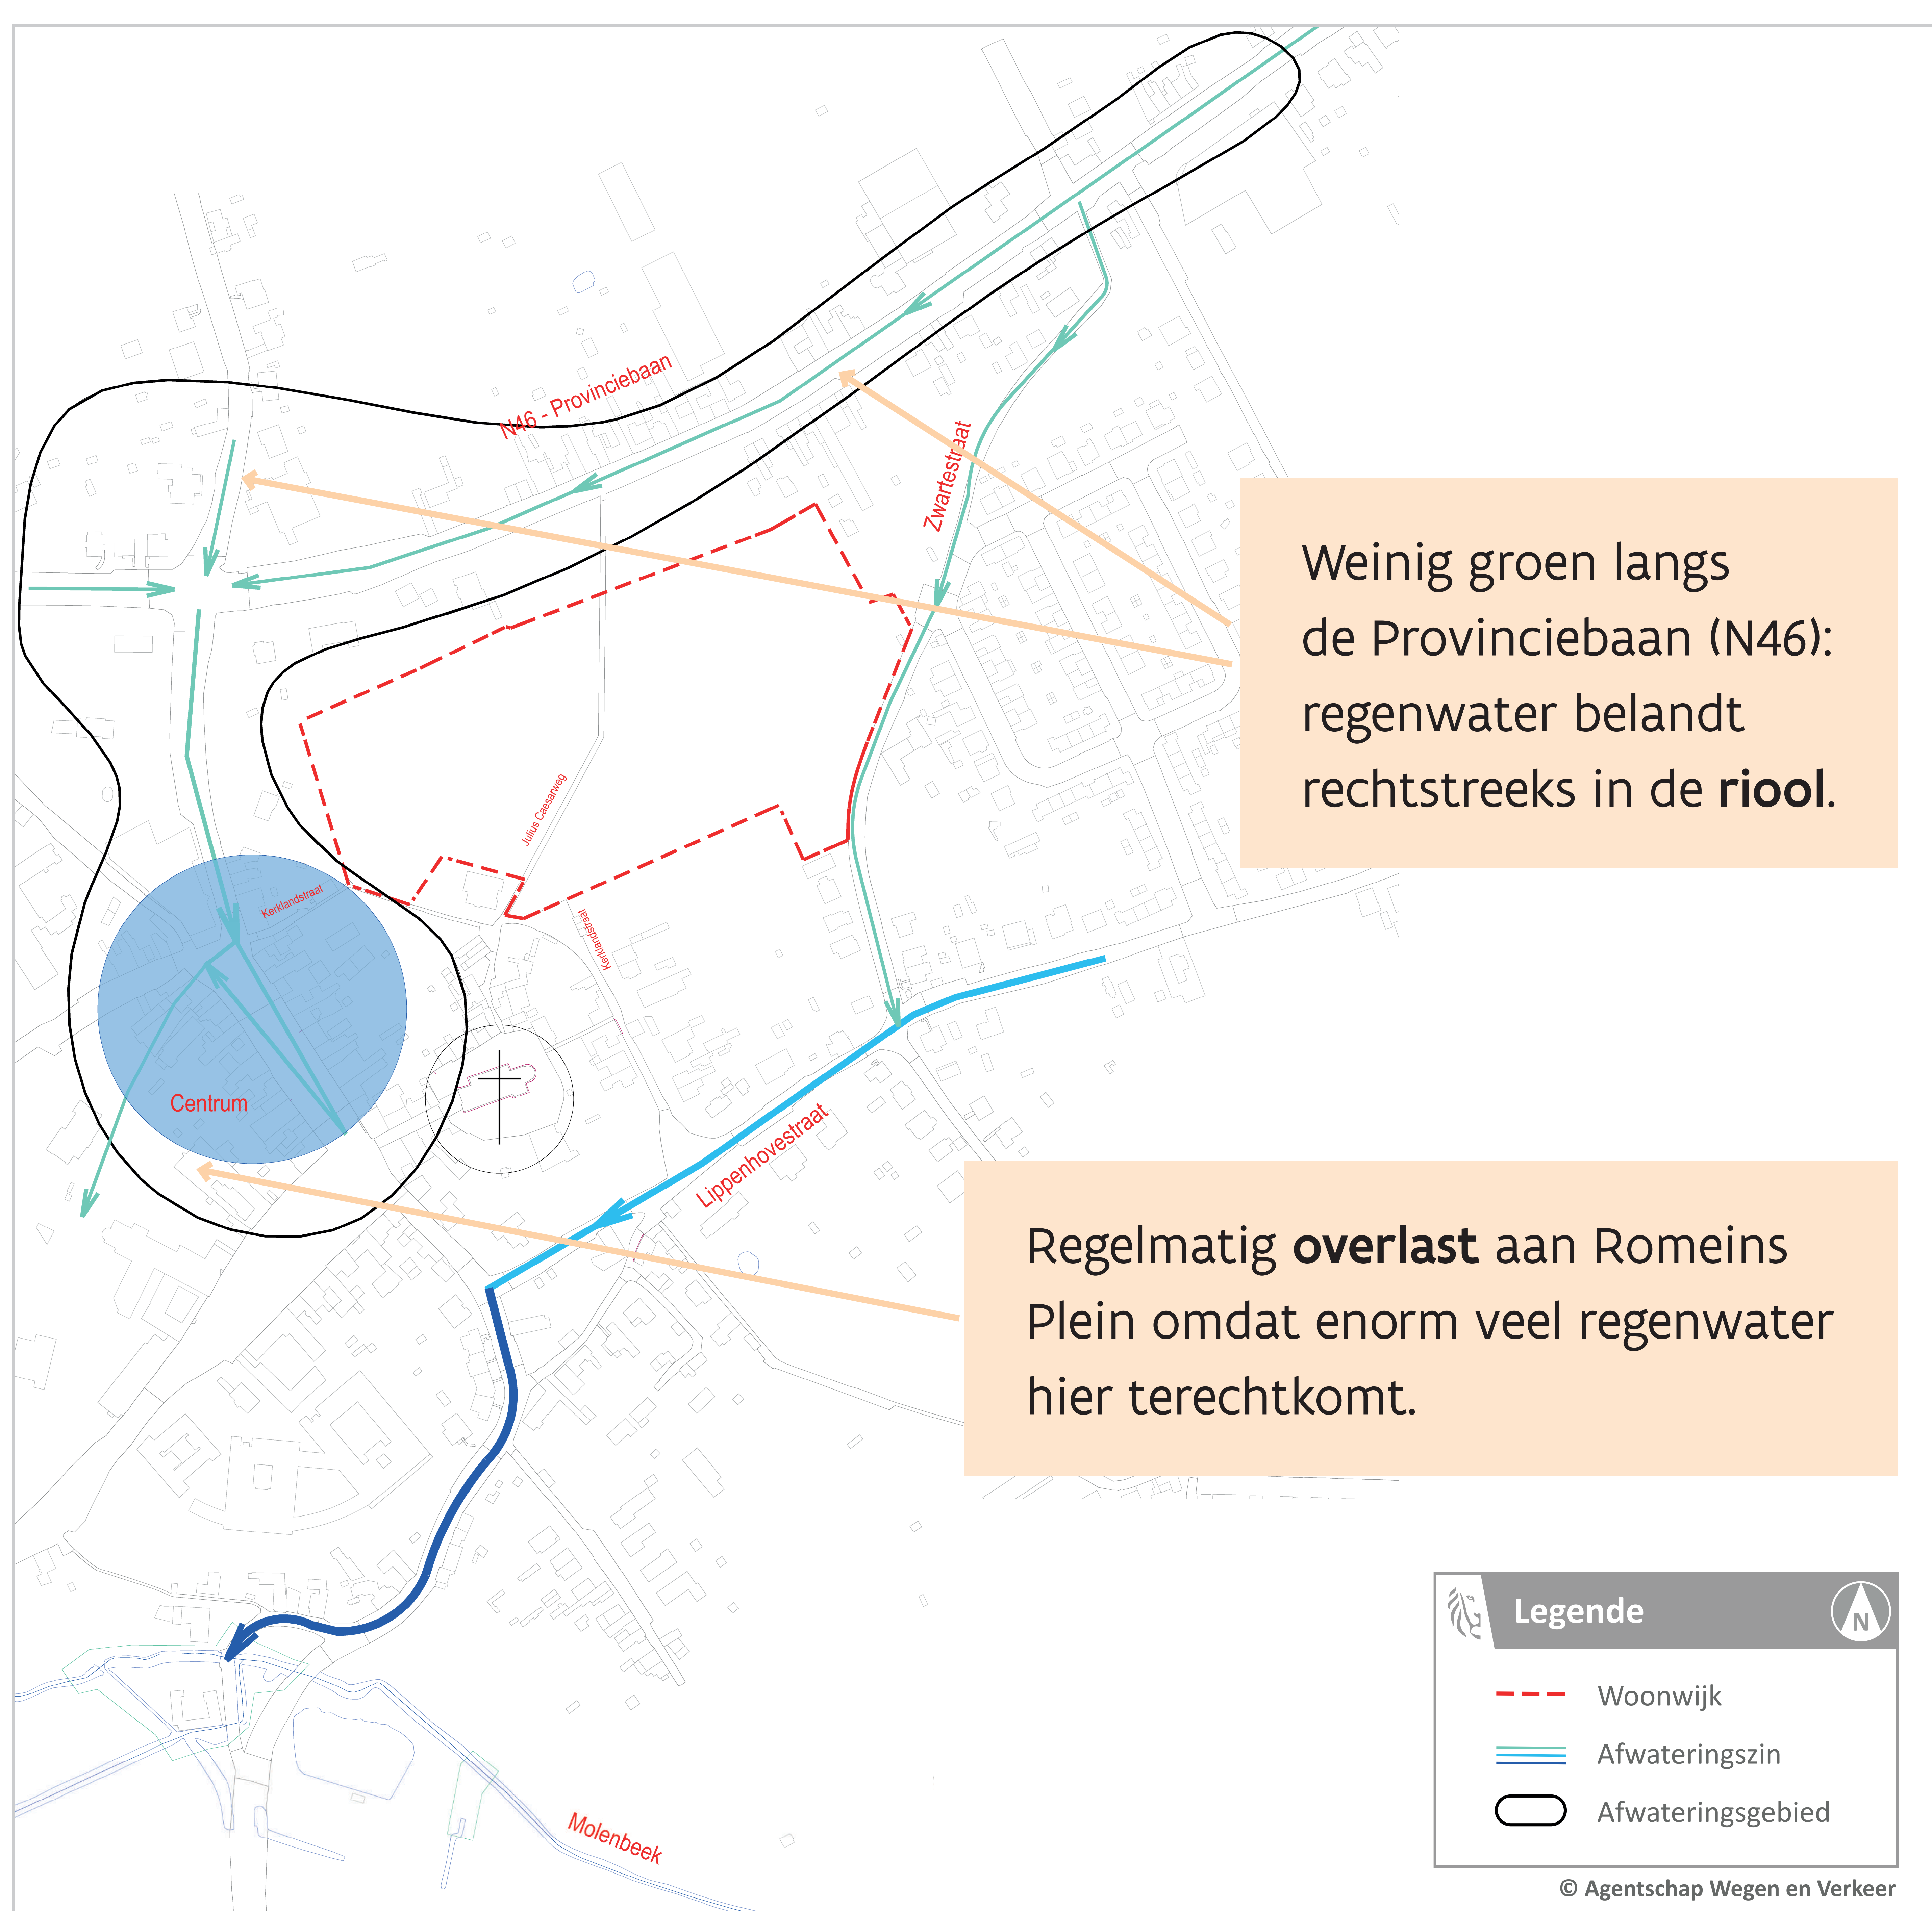 N46 - Provinciebaan
Zwartestraat
Weinig groen langs
de Provinciebaan (N46):
regenwater belandt
rechtstreeks in de riool.
Julius Caesarweg
Kerklandstraat
Kerklandstraat
Centrum
Lippenhovestraat
Regelmatig overlast aan Romeins
Plein omdat enorm veel regenwater
hier terechtkomt.
Legende
N
Woonwijk
Afwateringszin
Afwateringsgebied
Molenbeek
© Agentschap Wegen en Verkeer